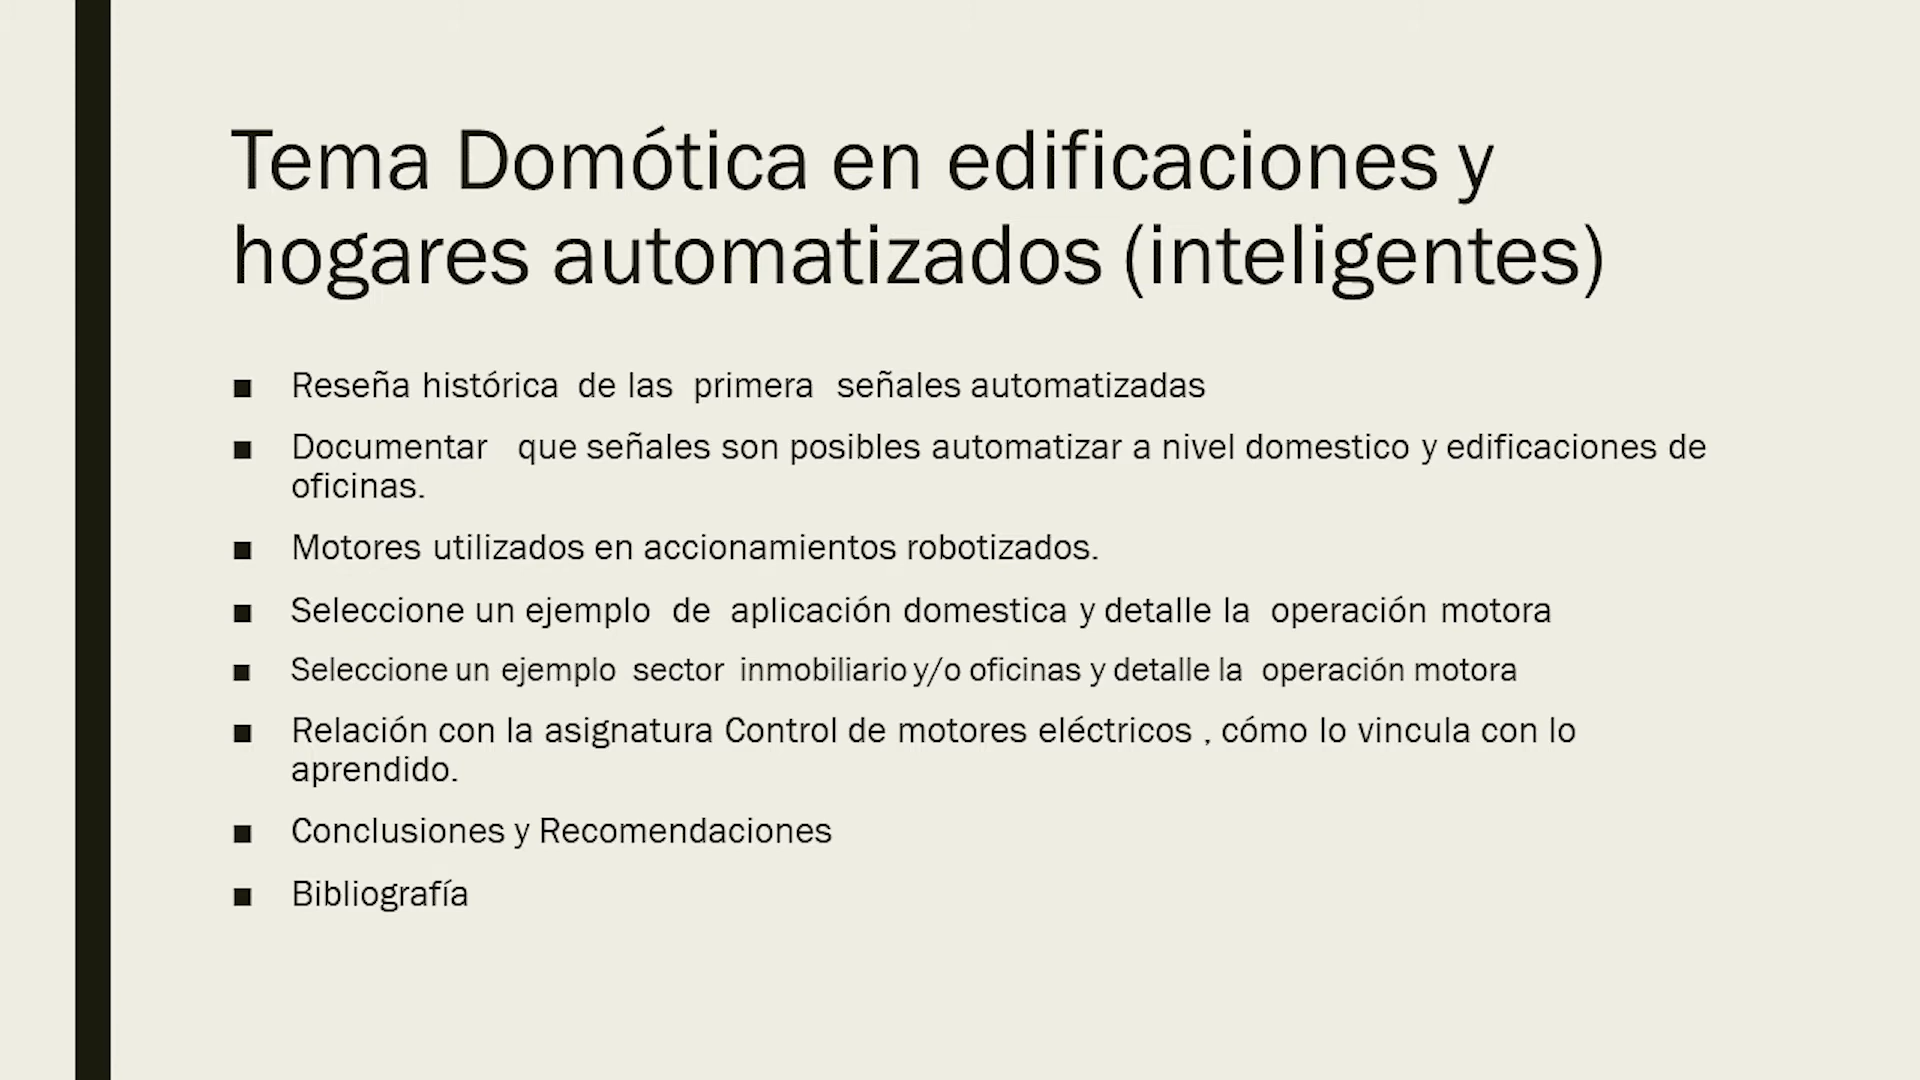 Tema Domótica en edificaciones y
hogares automatizados (inteligentes)
■ Reseña histórica de las primera señales automatizadas
■ Documentar que señales son posibles automatizar a nivel domestico y edificaciones de
oficinas.
■ Motores utilizados en accionamientos robotizados.
■ Seleccione un ejemplo de aplicación domestica y detalle la operación motora
■ Seleccione un ejemplo sector inmobiliario y/o oficinas y detalle la operación motora
■ Relación con la asignatura Control de motores eléctricos , cómo lo vincula con lo
aprendido.
■ Conclusiones y Recomendaciones
■ Bibliografía